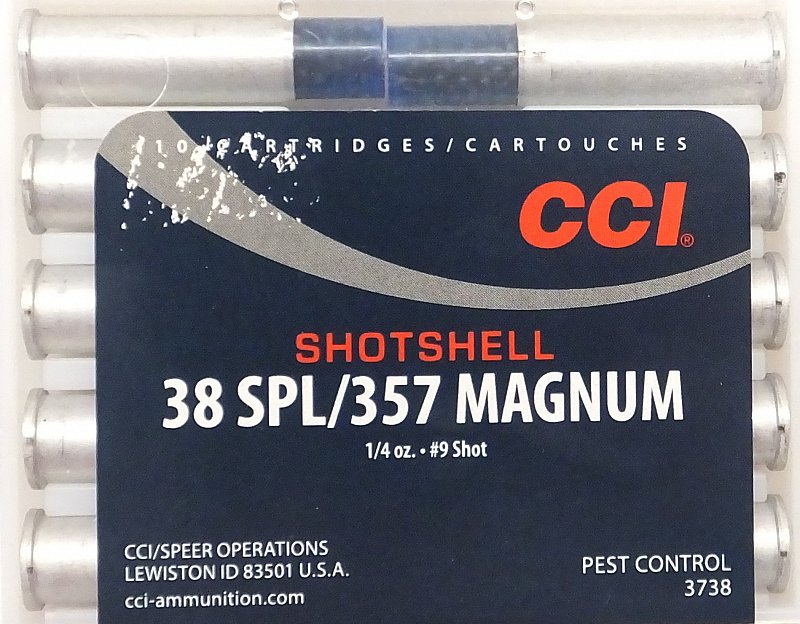 10 CARTRIDGES/CARTOUCHES
CCI®
SHOTSHELL
38 SPL/357 MAGNUM
1/4 oz. • #9 Shot
CCI/SPEER OPERATIONS
LEWISTON ID 83501 U.S.A.
cci-ammunition.com
PEST CONTROL
3738